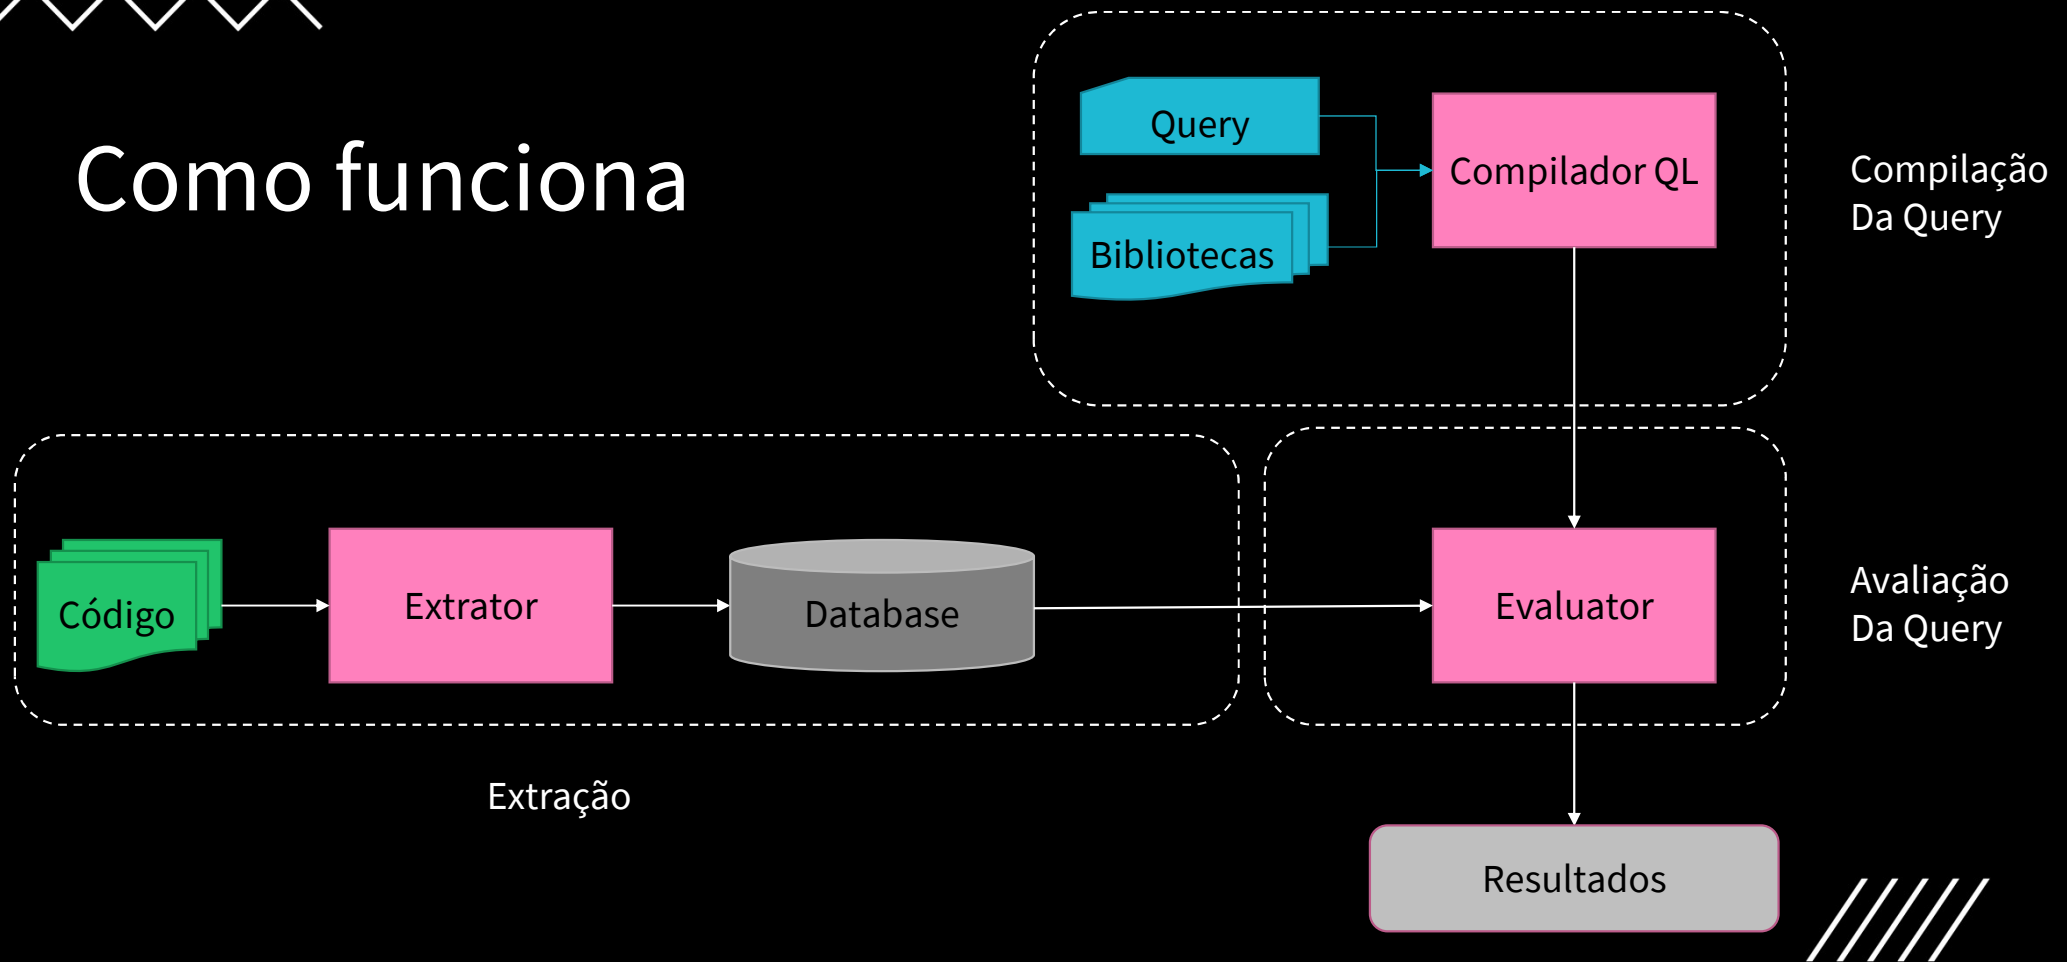 Como funciona
Query
Bibliotecas
Compilador QL
Compilação
Da Query
Código
Extrator
Database
Evaluator
Avaliação
Da Query
Extração
Resultados